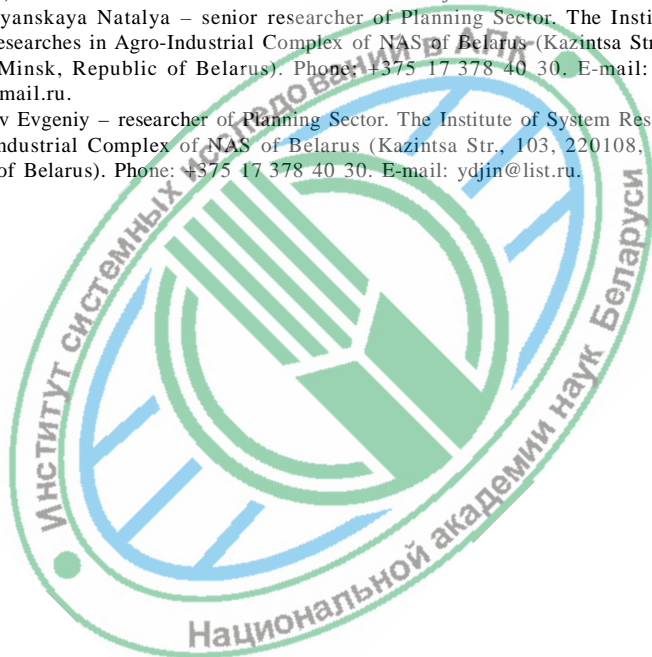 yanskaya Natalya – senior researcher of Planning Sector. The Insti
esearches in Agro-Industrial Complex of NAS of Belarus (Kazintsa Str
Minsk, Republic of Belarus). Phone: +375 17 378 40 30. E-mail:
mail.ru.
v Evgeniy – researcher of Planning Sector. The Institute of System Res
ndustrial Complex of NAS of Belarus (Kazintsa Str., 103, 220108,
of Belarus). Phone: +375 17 378 40 30. E-mail: ydjin@list.ru.
Институт системных исследований в АПК
Национальной академии наук Беларуси